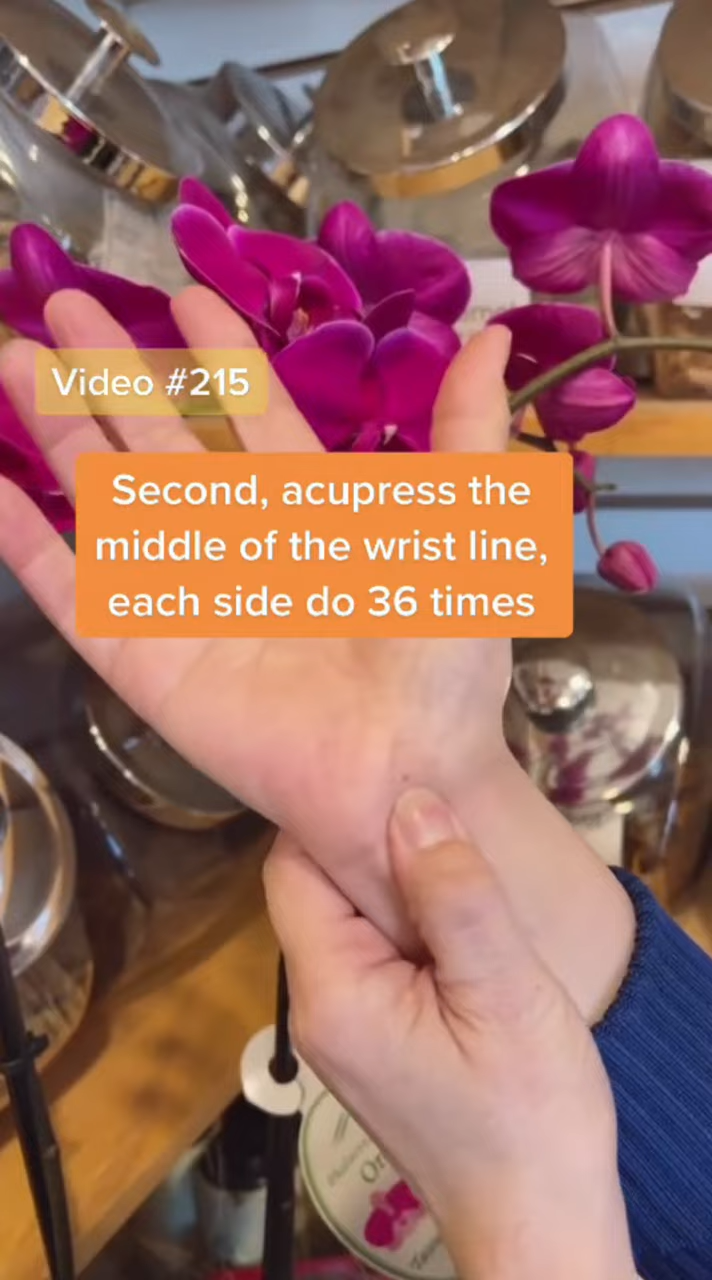 Video #215
Second, acupress the
middle of the wrist line,
each side do 36 times